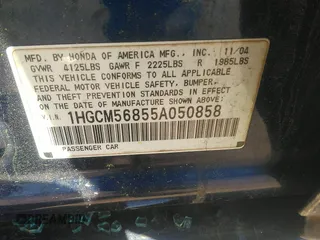 MFD. BY HONDA OF AMERICA MFG., INC. 11/04
GVWR 4125LBS GAWR F 2225LBS R 1985LBS
THIS VEHICLE CONFORMS TO ALL APPLICABLE
FEDERAL MOTOR VEHICLE SAFETY, BUMPER,
AND THEFT PREVENTION STANDARDS IN EFFECT
ON THE DATE OF MANUFACTURE SHOWN ABOVE.
V.I.N. 1HGCM56855A050858
PASSENGER CAR